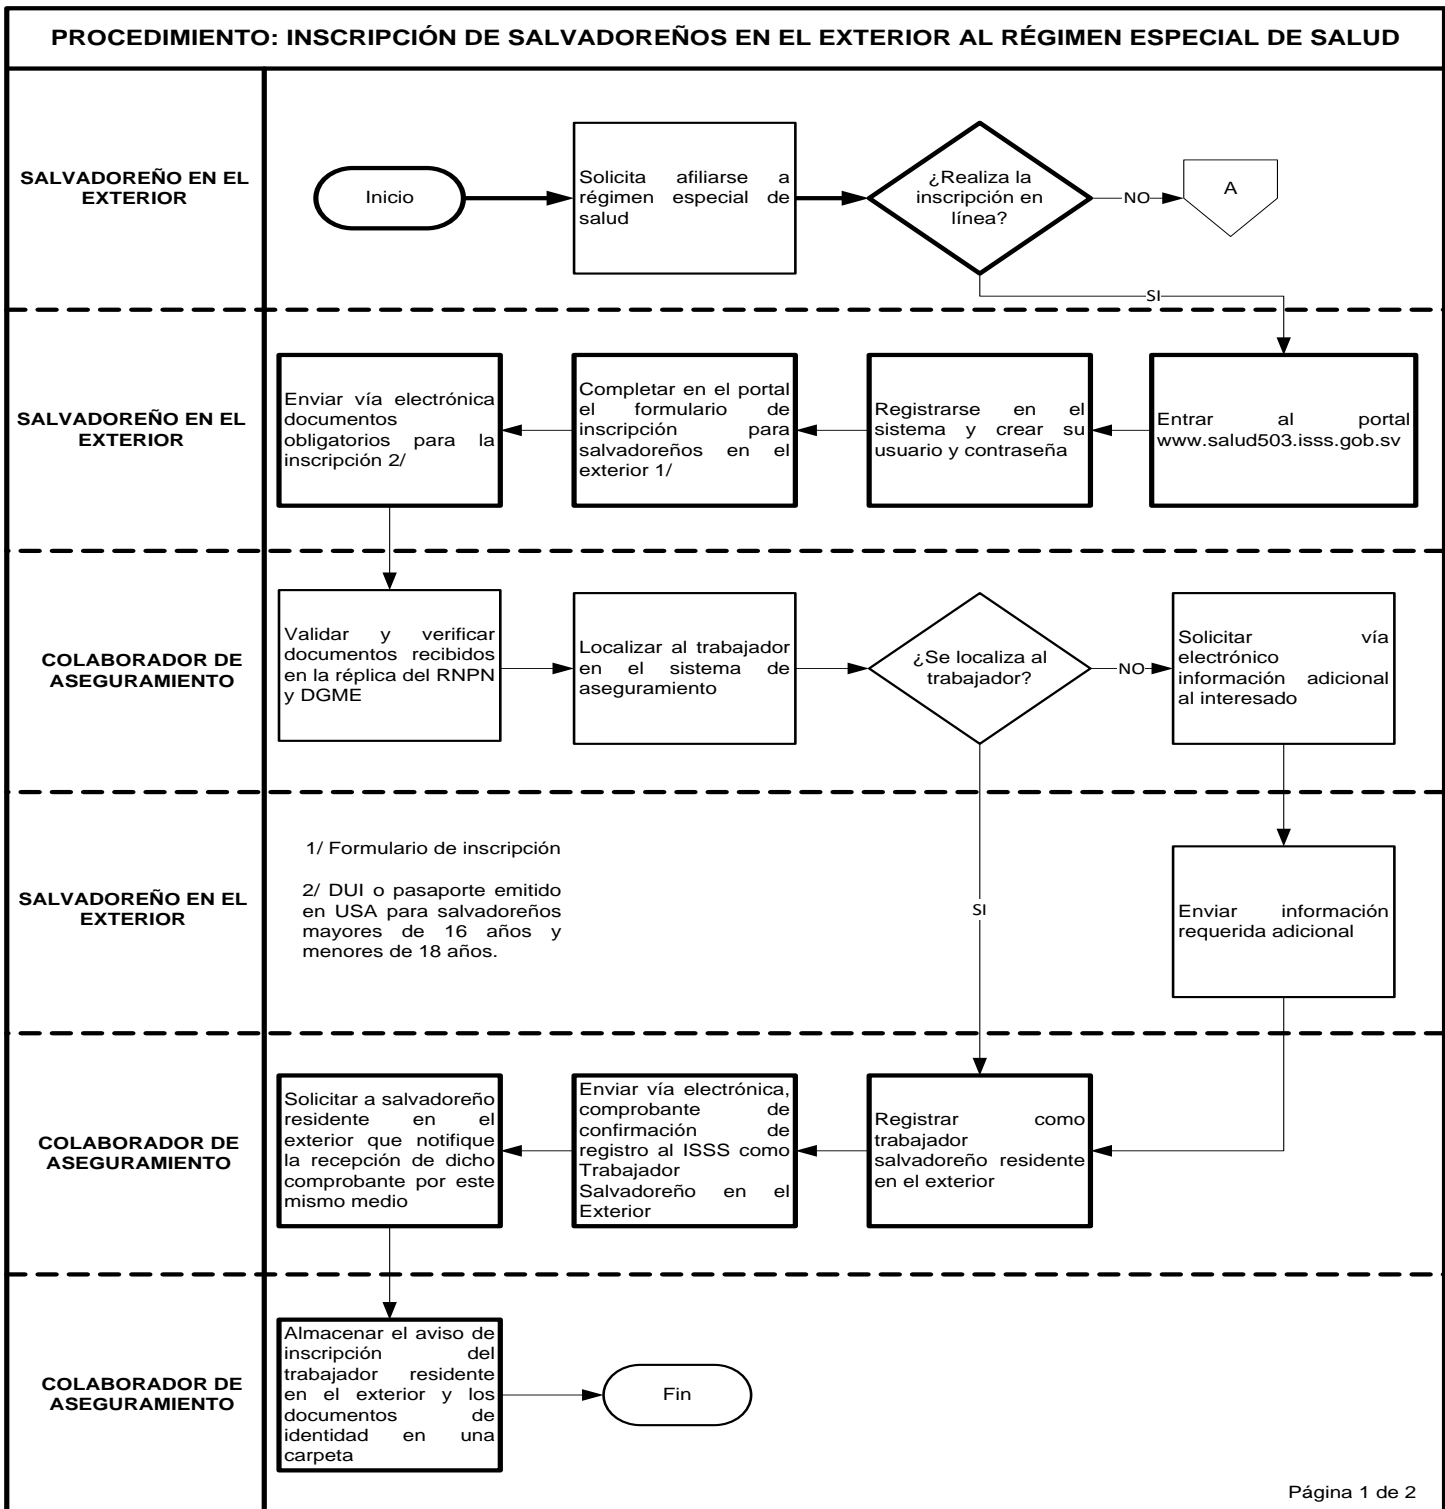 PROCEDIMIENTO: INSCRIPCIÓN DE SALVADOREÑOS EN EL EXTERIOR AL RÉGIMEN ESPECIAL DE SALUD
SALVADOREÑO EN EL
EXTERIOR
Inicio
Solicita afiliarse a
régimen especial de
salud
¿Realiza la
inscripción en
línea?
NO
A
SI
SALVADOREÑO EN EL
EXTERIOR
Entrar al portal
www.salud503.isss.gob.sv
Registrarse en el
sistema y crear su
usuario y contraseña
Completar en el portal
el formulario de
inscripción para
salvadoreños en el
exterior 1/
Enviar vía electrónica
documentos
obligatorios para la
inscripción 2/
COLABORADOR DE
ASEGURAMIENTO
Validar y verificar
documentos recibidos
en la réplica del RNPN
y DGME
Localizar al trabajador
en el sistema de
aseguramiento
¿Se localiza al
trabajador?
NO
Solicitar vía
electrónico
información adicional
al interesado
SALVADOREÑO EN EL
EXTERIOR
1/ Formulario de inscripción
2/ DUI o pasaporte emitido
en USA para salvadoreños
mayores de 16 años y
menores de 18 años.
SI
Enviar información
requerida adicional
COLABORADOR DE
ASEGURAMIENTO
Registrar como
trabajador
salvadoreño residente
en el exterior
Enviar vía electrónica,
comprobante de
confirmación de
registro al ISSS como
Trabajador
Salvadoreño en el
Exterior
Solicitar a salvadoreño
residente en el
exterior que notifique
la recepción de dicho
comprobante por este
mismo medio
COLABORADOR DE
ASEGURAMIENTO
Almacenar el aviso de
inscripción del
trabajador residente
en el exterior y los
documentos de
identidad en una
carpeta
Fin
Página 1 de 2